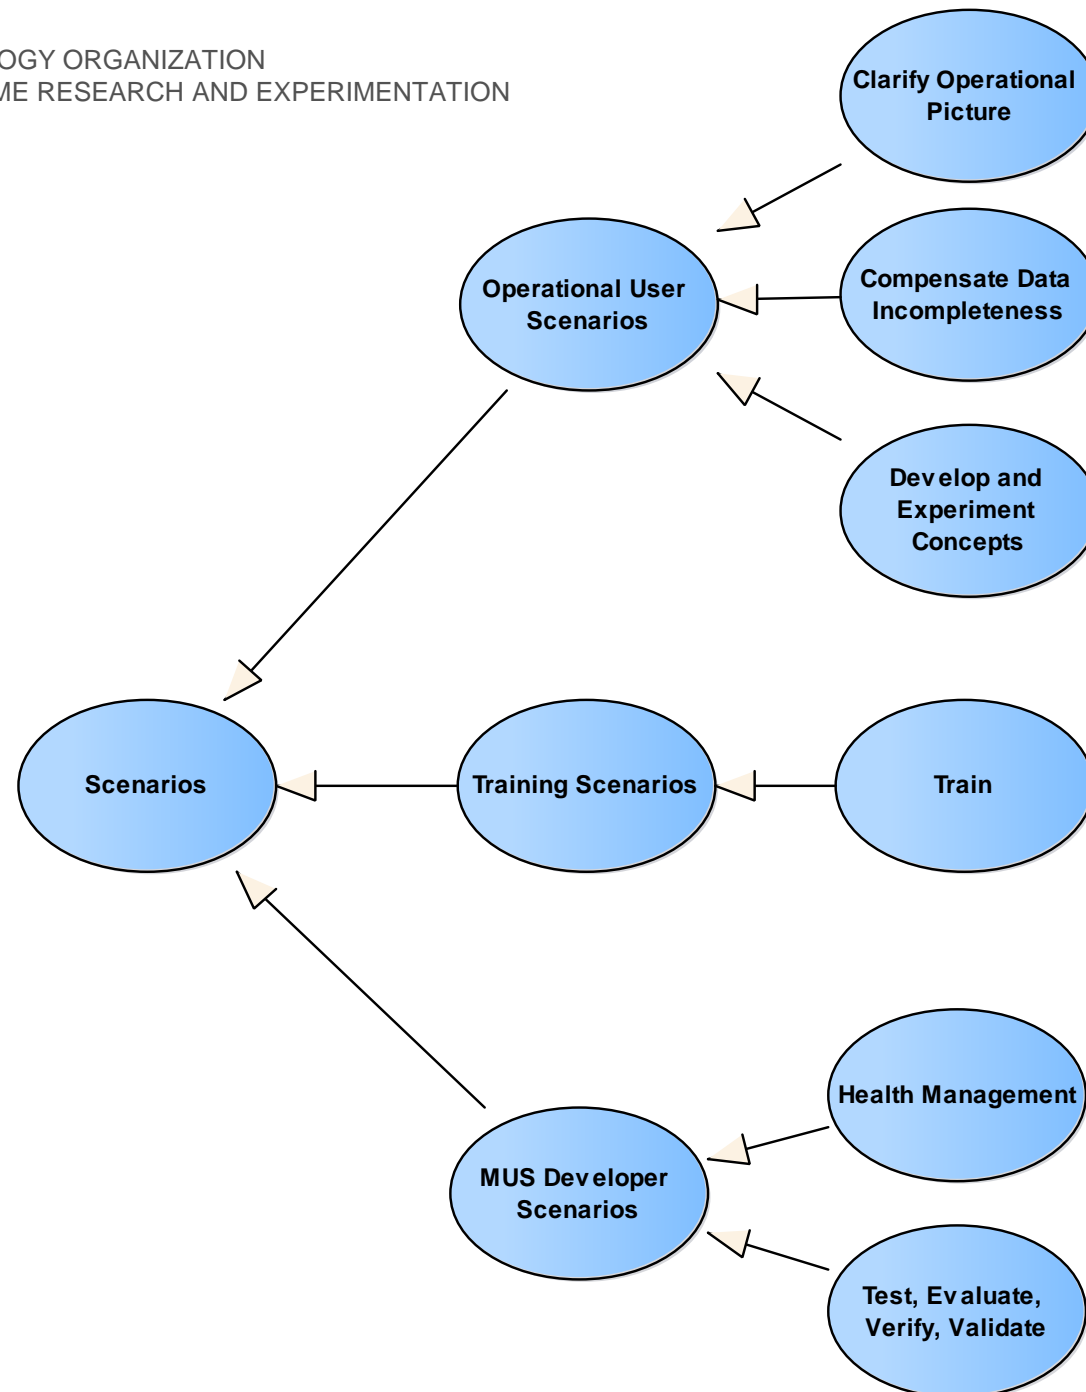 OGY ORGANIZATION
ME RESEARCH AND EXPERIMENTATION
Clarify Operational
Picture
Operational User
Scenarios
Compensate Data
Incompleteness
Develop and
Experiment
Concepts
Scenarios
Training Scenarios
Train
Health Management
MUS Developer
Scenarios
Test, Evaluate,
Verify, Validate